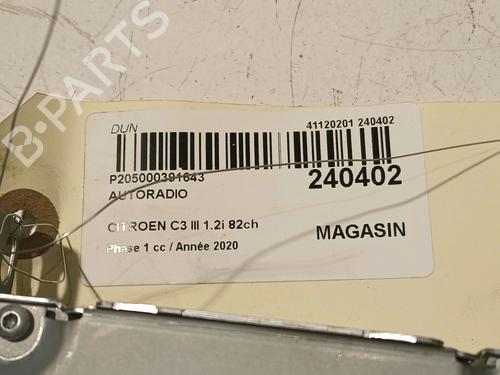 B-PARTS
DUN
41120201 240402
P205000391643
240402
AUTORADIO
CITROEN C3 III 1.2i 82ch
MAGASIN
Phase 1 cc / Année 2020